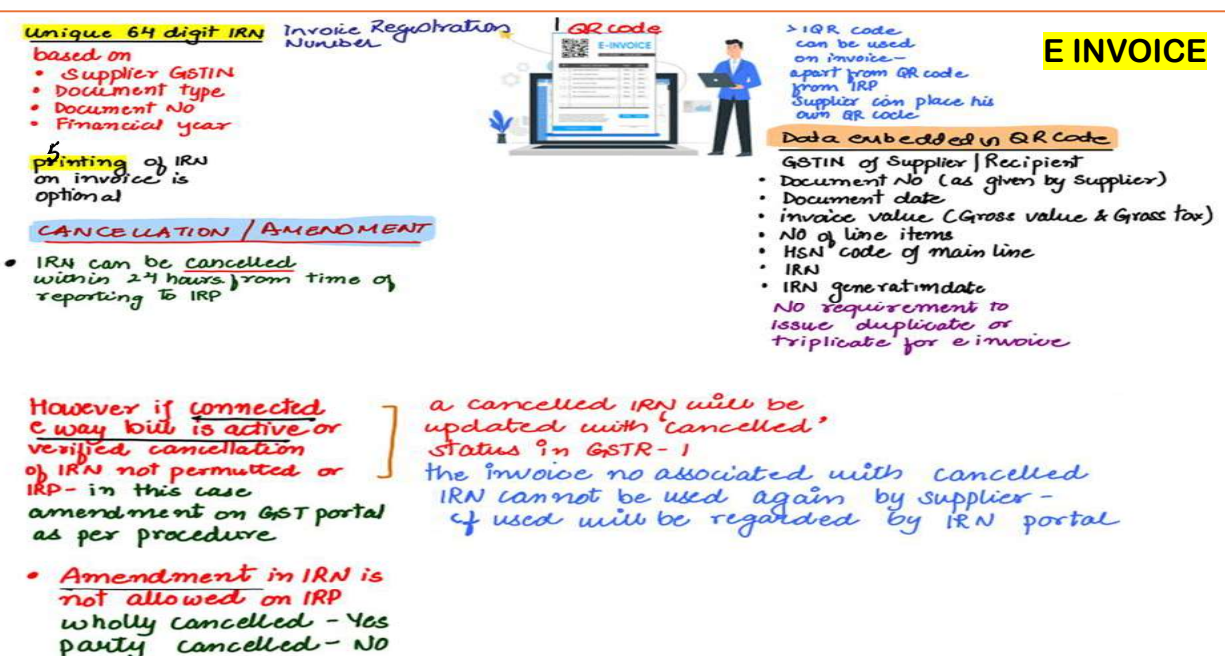 E INVOICE
Unique 64 digit IRN
Invoice Registration
Number
based on
• Supplier GSTIN
• Document type
• Document No
• Financial year
printing of IRN
on invoice is
optional
QR code
E-INVOICE
>1QR code
can be used
on invoice-
apart from QR code
from IRP
Supplier can place his
own QR code
Data embedded in QR Code
GSTIN of Supplier | Recipient
• Document No (as given by Supplier)
• Document date
• invoice value (Gross value & Gross tax)
• NO of line items
• HSN code of main line
• IRN
• IRN generation date
NO requirement to
issue duplicate or
triplicate for e invoice
CANCELLATION / AMENDMENT
• IRN can be cancelled
within 24 hours from time of
reporting to IRP
However if connected
e way bill is active or
verified cancellation
of IRN not permitted or
IRP- in this case
amendment on GST portal
as per procedure
a cancelled IRN will be
updated with 'cancelled'
status in GSTR-1
the invoice no associated with cancelled
IRN cannot be used again by supplier-
if used will be regarded by IRN portal
• Amendment in IRN is
not allowed on IRP
wholly cancelled - Yes
party cancelled - NO